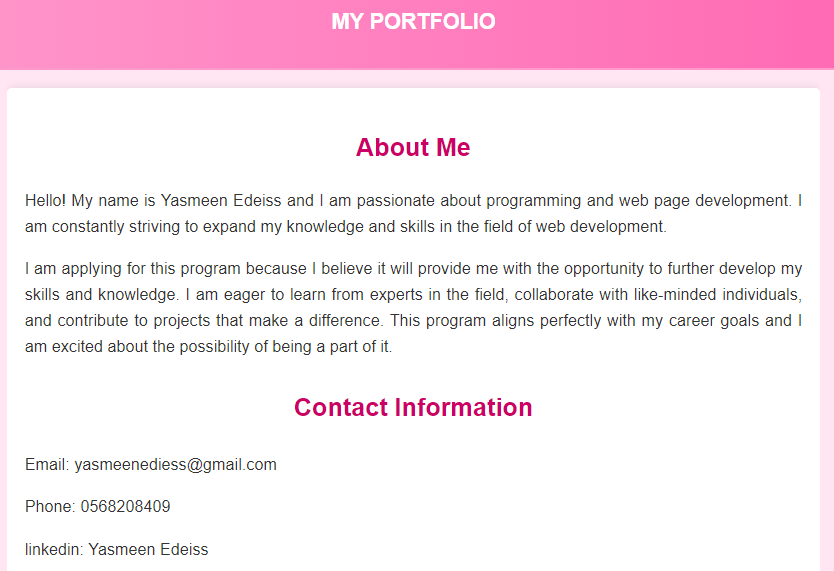 MY PORTFOLIO
About Me
Hello! My name is Yasmeen Edeiss and I am passionate about programming and web page development. I
am constantly striving to expand my knowledge and skills in the field of web development.
I am applying for this program because I believe it will provide me with the opportunity to further develop my
skills and knowledge. I am eager to learn from experts in the field, collaborate with like-minded individuals,
and contribute to projects that make a difference. This program aligns perfectly with my career goals and I
am excited about the possibility of being a part of it.
Contact Information
Email: yasmeenediess@gmail.com
Phone: 0568208409
linkedin: Yasmeen Edeiss